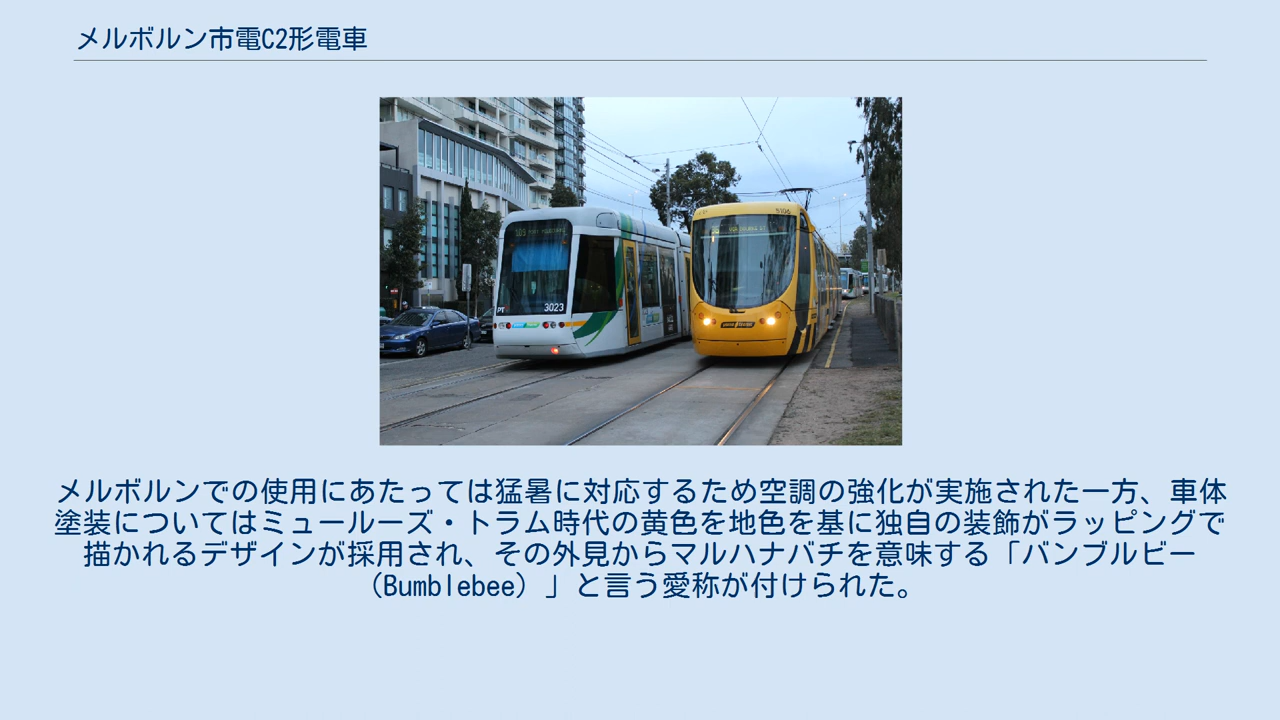 メルボルン市電C2形電車
3023
PT
5106
メルボルンでの使用にあたっては猛暑に対応するため空調の強化が実施された一方、車体
塗装についてはミュールーズ・トラム時代の黄色を地色を基に独自の装飾がラッピングで
描かれるデザインが採用され、その外見からマルハナバチを意味する「バンブルビー
（Bumblebee）」と言う愛称が付けられた。